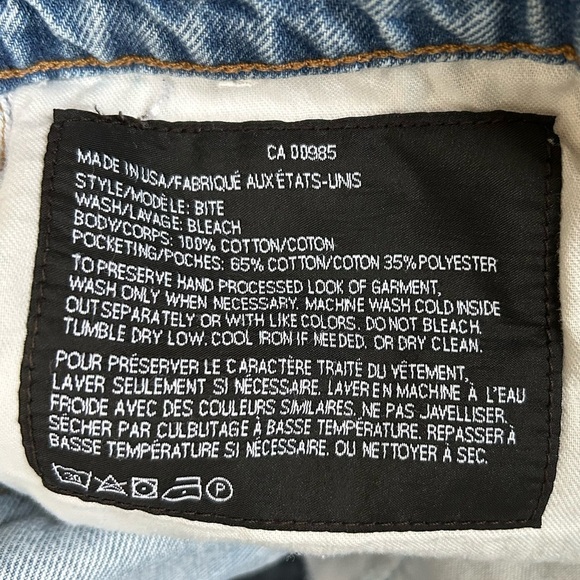 CA 00985
MADE IN USA/FABRIQUÉ AUX ÉTATS-UNIS
STYLE/MODÈLE: BITE
WASH/LAVAGE: BLEACH
BODY/CORPS: 100% COTTON/COTON
POCKETING/POCHES: 65% COTTON/COTON 35% POLYESTER
TO PRESERVE HAND PROCESSED LOOK OF GARMENT,
WASH ONLY WHEN NECESSARY. MACHINE WASH COLD INSIDE
OUT SEPARATELY OR WITH LIKE COLORS. DO NOT BLEACH.
TUMBLE DRY LOW. COOL IRON IF NEEDED. OR DRY CLEAN.
POUR PRÉSERVER LE CARACTÈRE TRAITÉ DU VÊTEMENT,
LAVER SEULEMENT SI NÉCESSAIRE. LAVER EN MACHINE À L'EAU
FROIDE AVEC DES COULEURS SIMILAIRES. NE PAS JAVELLISER.
SÉCHER PAR CULBUTAGE À BASSE TEMPÉRATURE. REPASSER À
BASSE TEMPÉRATURE SI NÉCESSAIRE. OU NETTOYER À SEC.
30 P